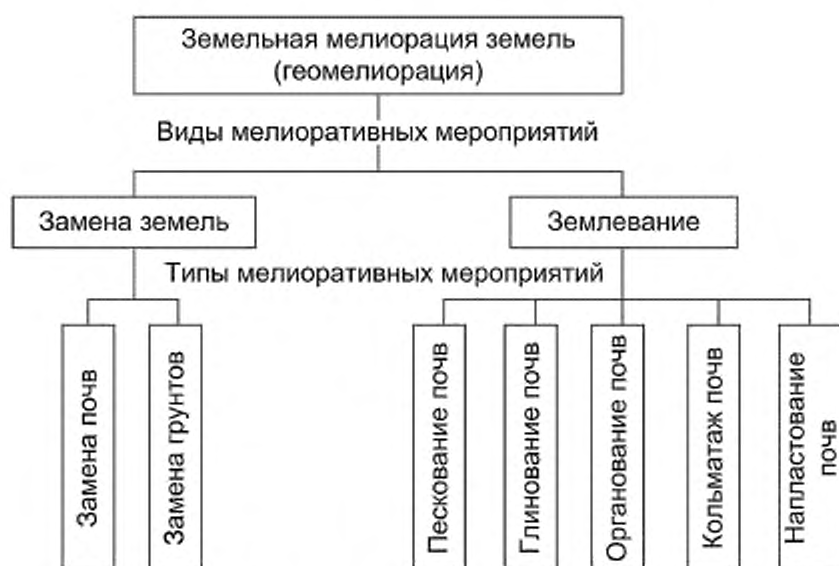 Земельная мелиорация земель
(геомелиорация)
Виды мелиоративных мероприятий
Замена земель
Землевание
Типы мелиоративных мероприятий
Замена почв
Замена грунтов
Пескование почв
Глинование почв
Органование почв
Кольматаж почв
Напластование
почв